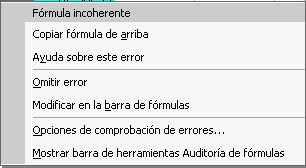 Fórmula incoherente
Copiar fórmula de arriba
Ayuda sobre este error
Omitir error
Modificar en la barra de fórmulas
Opciones de comprobación de errores...
Mostrar barra de herramientas Auditoría de fórmulas